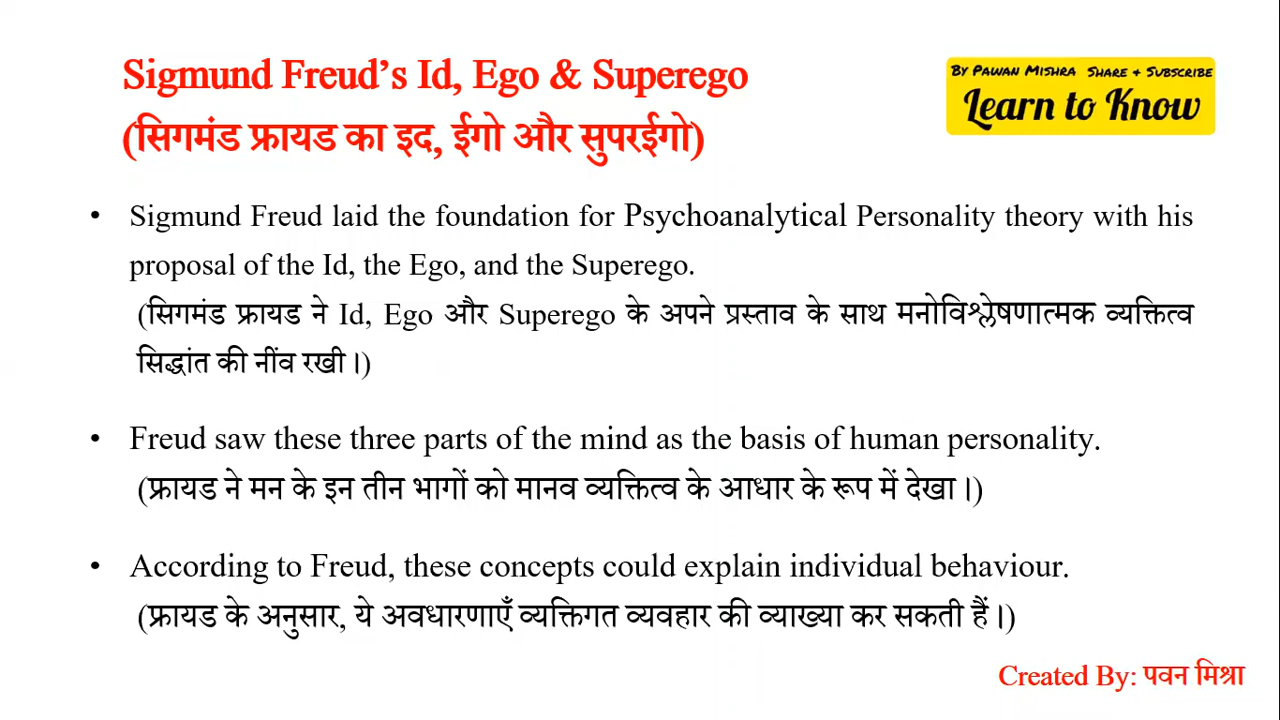 Sigmund Freud's Id, Ego & Superego
By Pawan Mishra Share + Subscribe
Learn to Know
(सिगमंड फ्रायड का इद, ईगो और सुपरईगो)
• Sigmund Freud laid the foundation for Psychoanalytical Personality theory with his
proposal of the Id, the Ego, and the Superego.
(सिगमंड फ्रायड ने Id, Ego और Superego के अपने प्रस्ताव के साथ मनोविश्लेषणात्मक व्यक्तित्व
सिद्धांत की नींव रखी।)
• Freud saw these three parts of the mind as the basis of human personality.
(फ्रायड ने मन के इन तीन भागों को मानव व्यक्तित्व के आधार के रूप में देखा।)
• According to Freud, these concepts could explain individual behaviour.
(फ्रायड के अनुसार, ये अवधारणाएँ व्यक्तिगत व्यवहार की व्याख्या कर सकती हैं।)
Created By: पवन मिश्रा